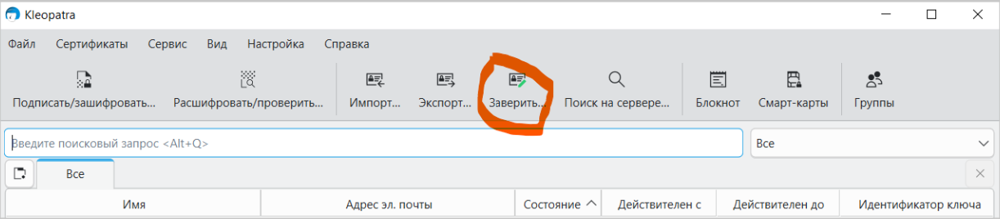 Kleopatra
Файл Сертификаты Сервис Вид Настройка Справка
Подписать/зашифровать... Расшифровать/проверить... Импорт... Экспорт... Заверить... Поиск на сервере... Блокнот Смарт-карты Группы
Введите поисковый запрос <Alt+Q> Все
Все
Имя Адрес эл. почты Состояние Действителен с Действителен до Идентификатор ключа